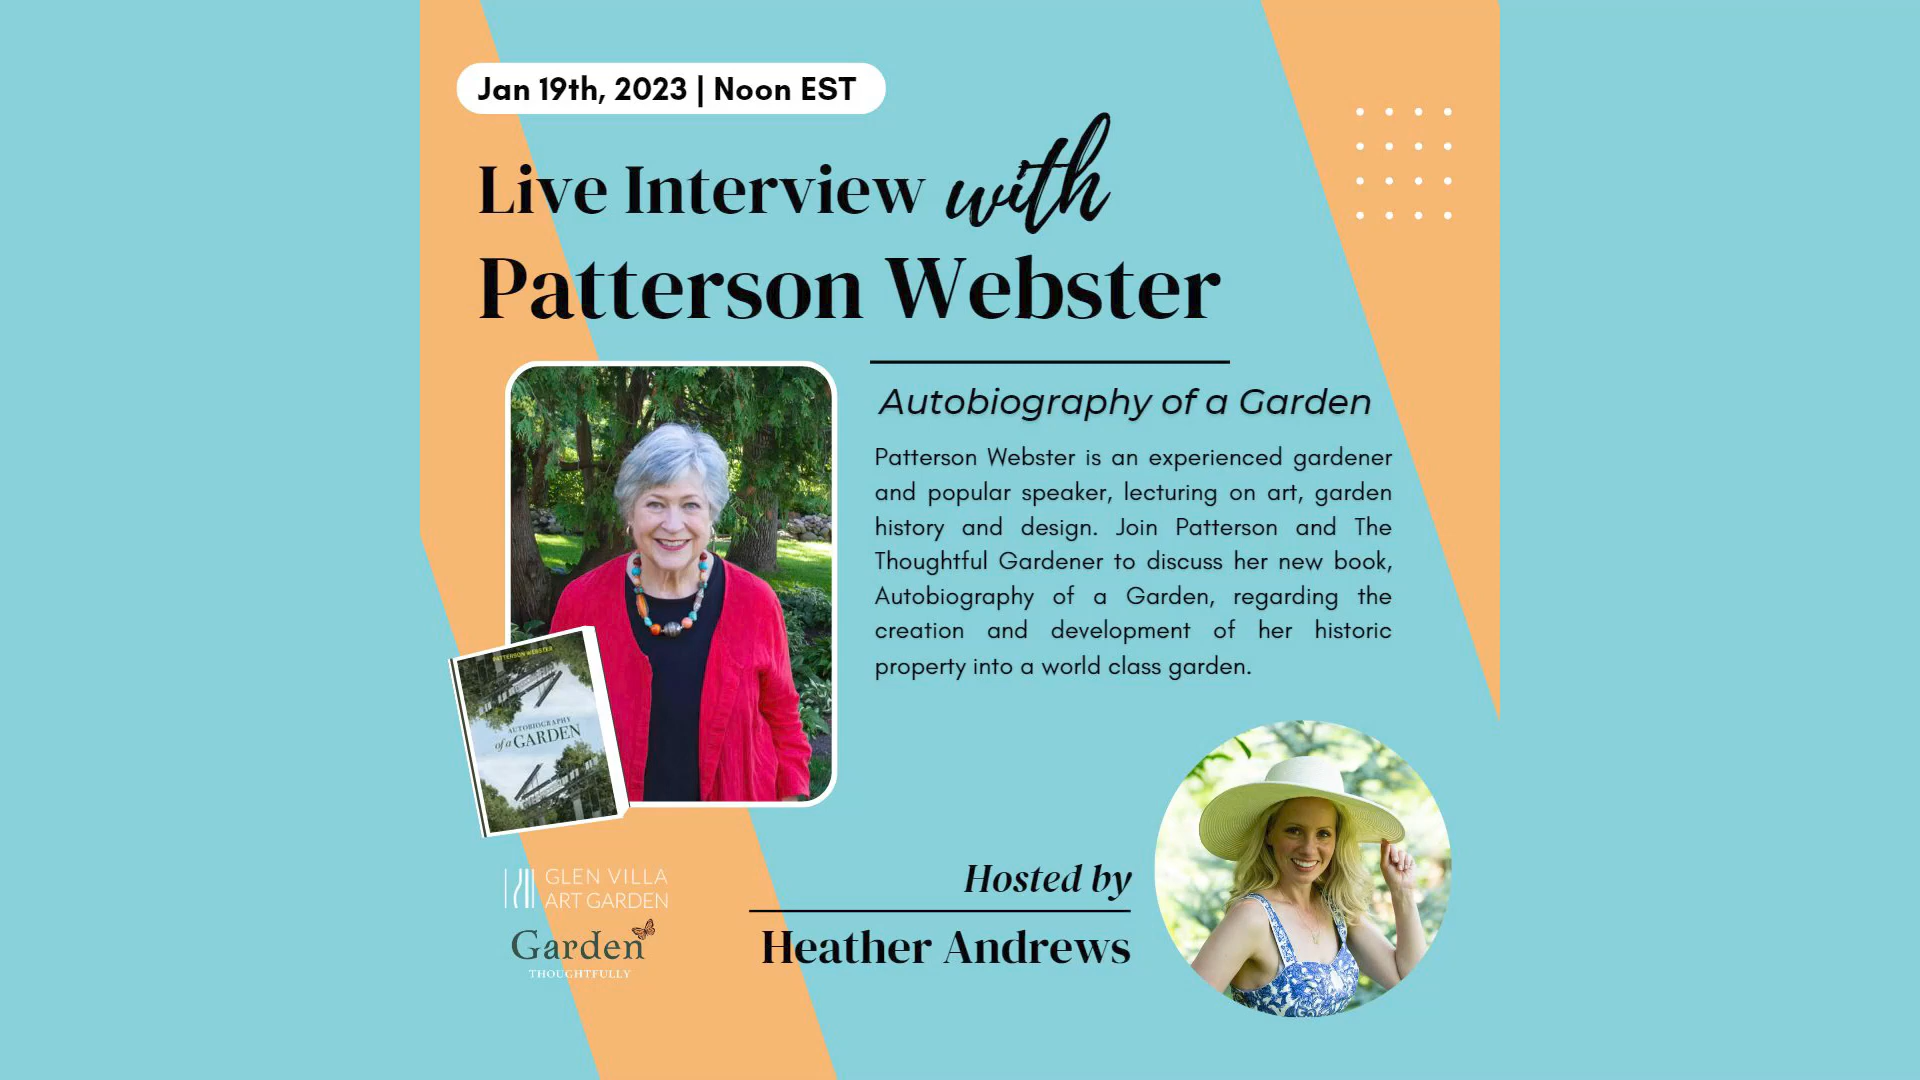 Jan 19th, 2023 | Noon EST
Live Interview with
Patterson Webster
Autobiography of a Garden
Patterson Webster is an experienced gardener
and popular speaker, lecturing on art, garden
history and design. Join Patterson and The
Thoughtful Gardener to discuss her new book,
Autobiography of a Garden, regarding the
creation and development of her historic
property into a world class garden.
PATTERSON WEBSTER
AUTOBIOGRAPHY
of a GARDEN
GLEN VILLA
ART GARDEN
Garden
THOUGHTFULLY
Hosted by
Heather Andrews